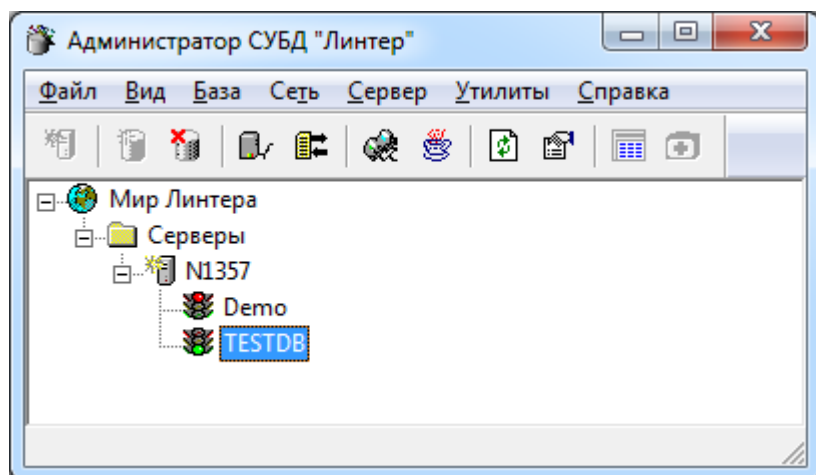 Администратор СУБД "Линтер"
Файл Вид База Сеть Сервер Утилиты Справка
Мир Линтера
Серверы
N1357
Demo
TESTDB